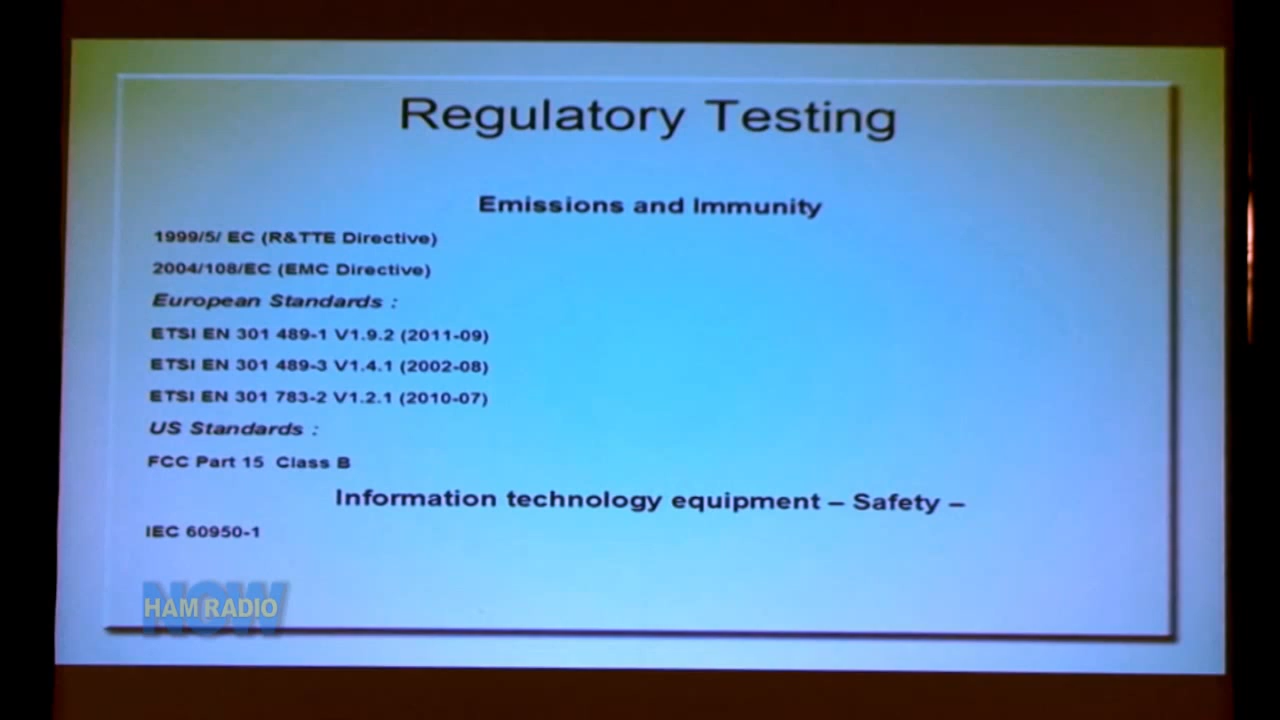 Regulatory Testing
Emissions and Immunity
1999/5/ EC (R&TTE Directive)
2004/108/EC (EMC Directive)
European Standards :
ETSI EN 301 489-1 V1.9.2 (2011-09)
ETSI EN 301 489-3 V1.4.1 (2002-08)
ETSI EN 301 783-2 V1.2.1 (2010-07)
US Standards :
FCC Part 15 Class B
Information technology equipment – Safety –
IEC 60950-1
HAM RADIO
NOW